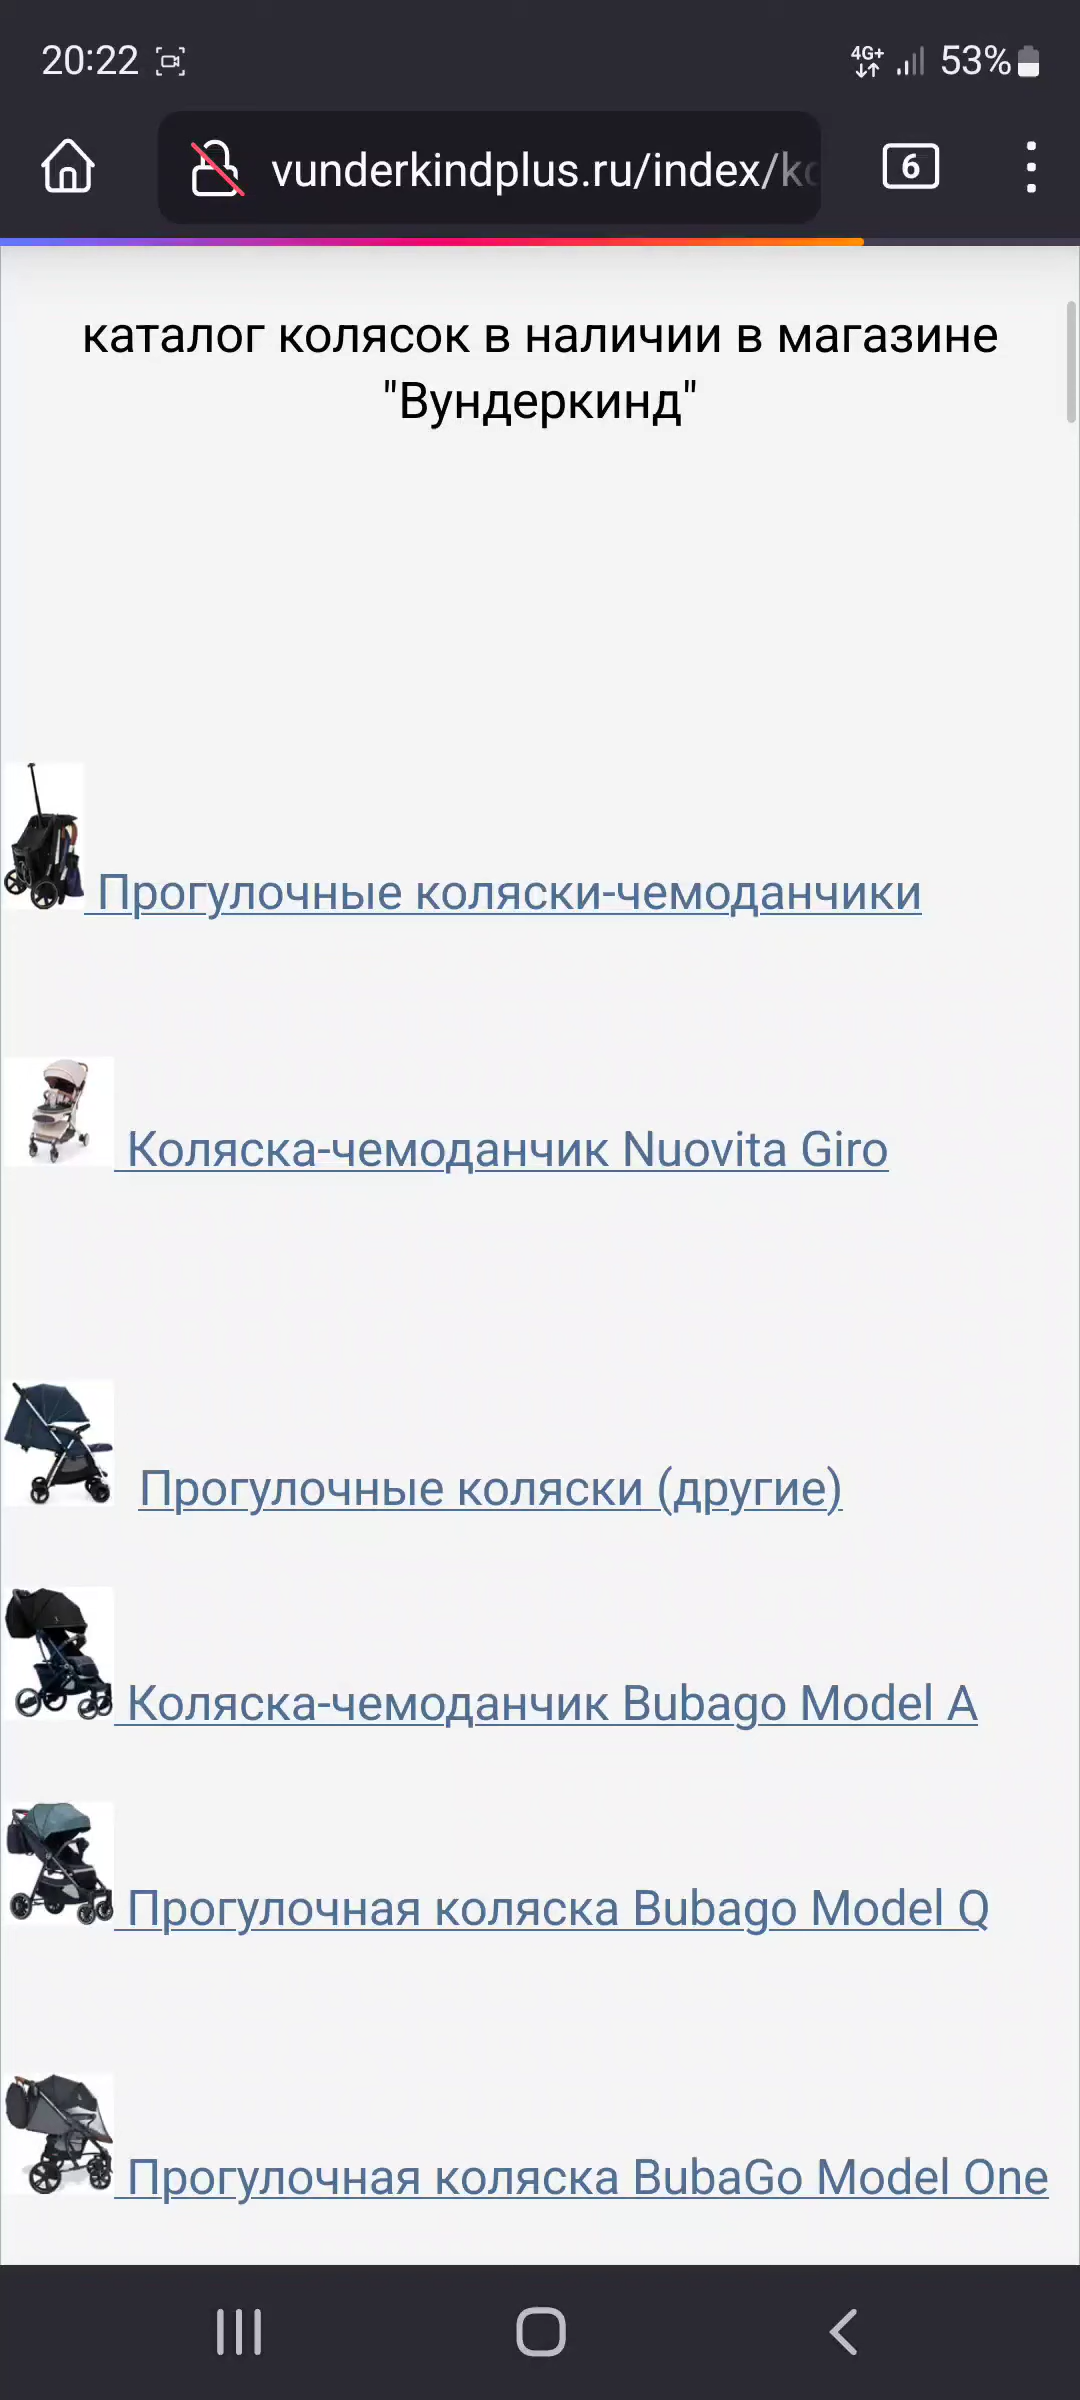 20:22
4G+
53%
vunderkindplus.ru/index/k
6
каталог колясок в наличии в магазине
"Вундеркинд"
Прогулочные коляски-чемоданчики
Коляска-чемоданчик Nuovita Giro
Прогулочные коляски (другие)
Коляска-чемоданчик Bubago Model A
Прогулочная коляска Bubago Model Q
Прогулочная коляска BubaGo Model One